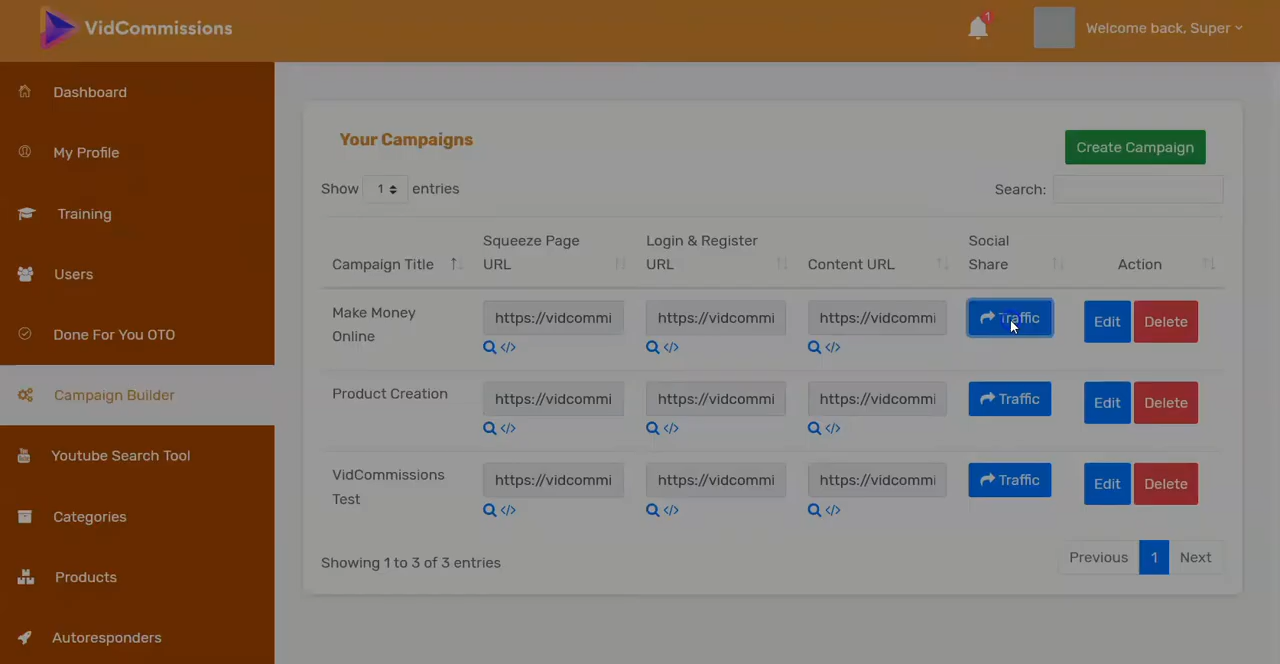 VidCommissions
1
Welcome back, Super
Dashboard
My Profile
Training
Users
Done For You OTO
Campaign Builder
Youtube Search Tool
Categories
Products
Autoresponders
Your Campaigns
Create Campaign
Show 1 entries
Search:
Campaign Title
Squeeze Page
URL
Login & Register
URL
Content URL
Social
Share
Action
Make Money
Online
https://vidcommi
https://vidcommi
https://vidcommi
Traffic
Edit
Delete
Product Creation
https://vidcommi
https://vidcommi
https://vidcommi
Traffic
Edit
Delete
VidCommissions
Test
https://vidcommi
https://vidcommi
https://vidcommi
Traffic
Edit
Delete
Showing 1 to 3 of 3 entries
Previous 1 Next